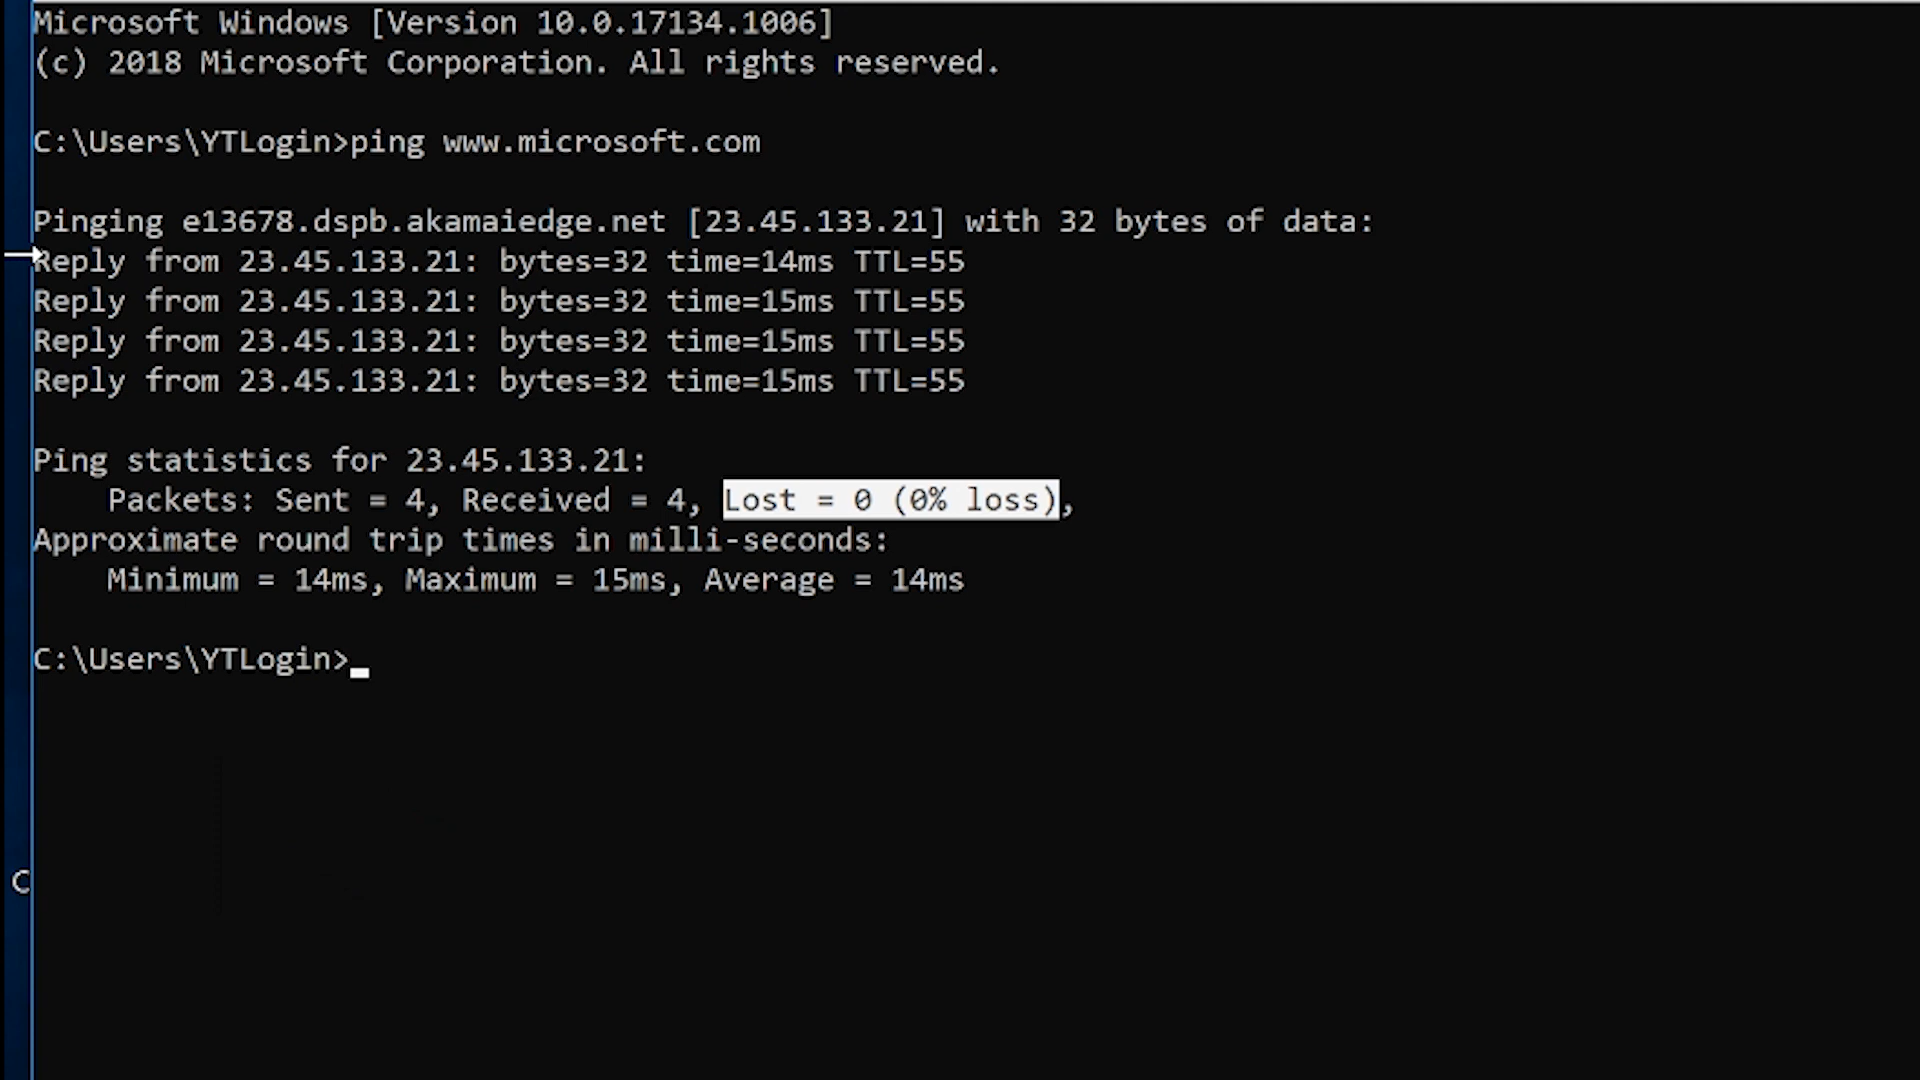 Microsoft Windows [Version 10.0.17134.1006]
(c) 2018 Microsoft Corporation. All rights reserved.
C:\Users\YTLogin>ping www.microsoft.com
Pinging e13678.dspb.akamaiedge.net [23.45.133.21] with 32 bytes of data:
Reply from 23.45.133.21: bytes=32 time=14ms TTL=55
Reply from 23.45.133.21: bytes=32 time=15ms TTL=55
Reply from 23.45.133.21: bytes=32 time=15ms TTL=55
Reply from 23.45.133.21: bytes=32 time=15ms TTL=55
Ping statistics for 23.45.133.21:
    Packets: Sent = 4, Received = 4, Lost = 0 (0% loss),
Approximate round trip times in milli-seconds:
    Minimum = 14ms, Maximum = 15ms, Average = 14ms
C:\Users\YTLogin>_
C